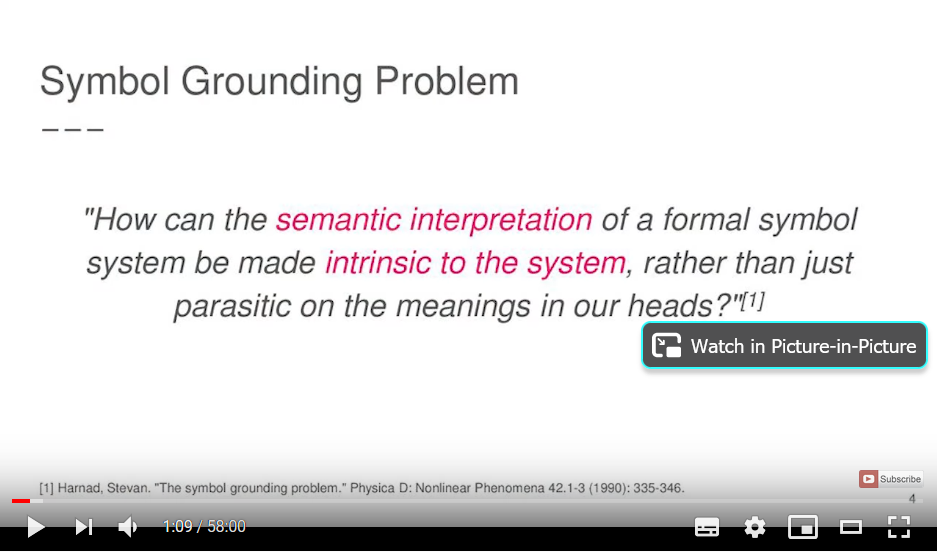 Symbol Grounding Problem
"How can the semantic interpretation of a formal symbol
system be made intrinsic to the system, rather than just
parasitic on the meanings in our heads?"[1]
Watch in Picture-in-Picture
[1] Harnad, Stevan. "The symbol grounding problem." Physica D: Nonlinear Phenomena 42.1-3 (1990): 335-346.
Subscribe
4
1:09 / 58:00